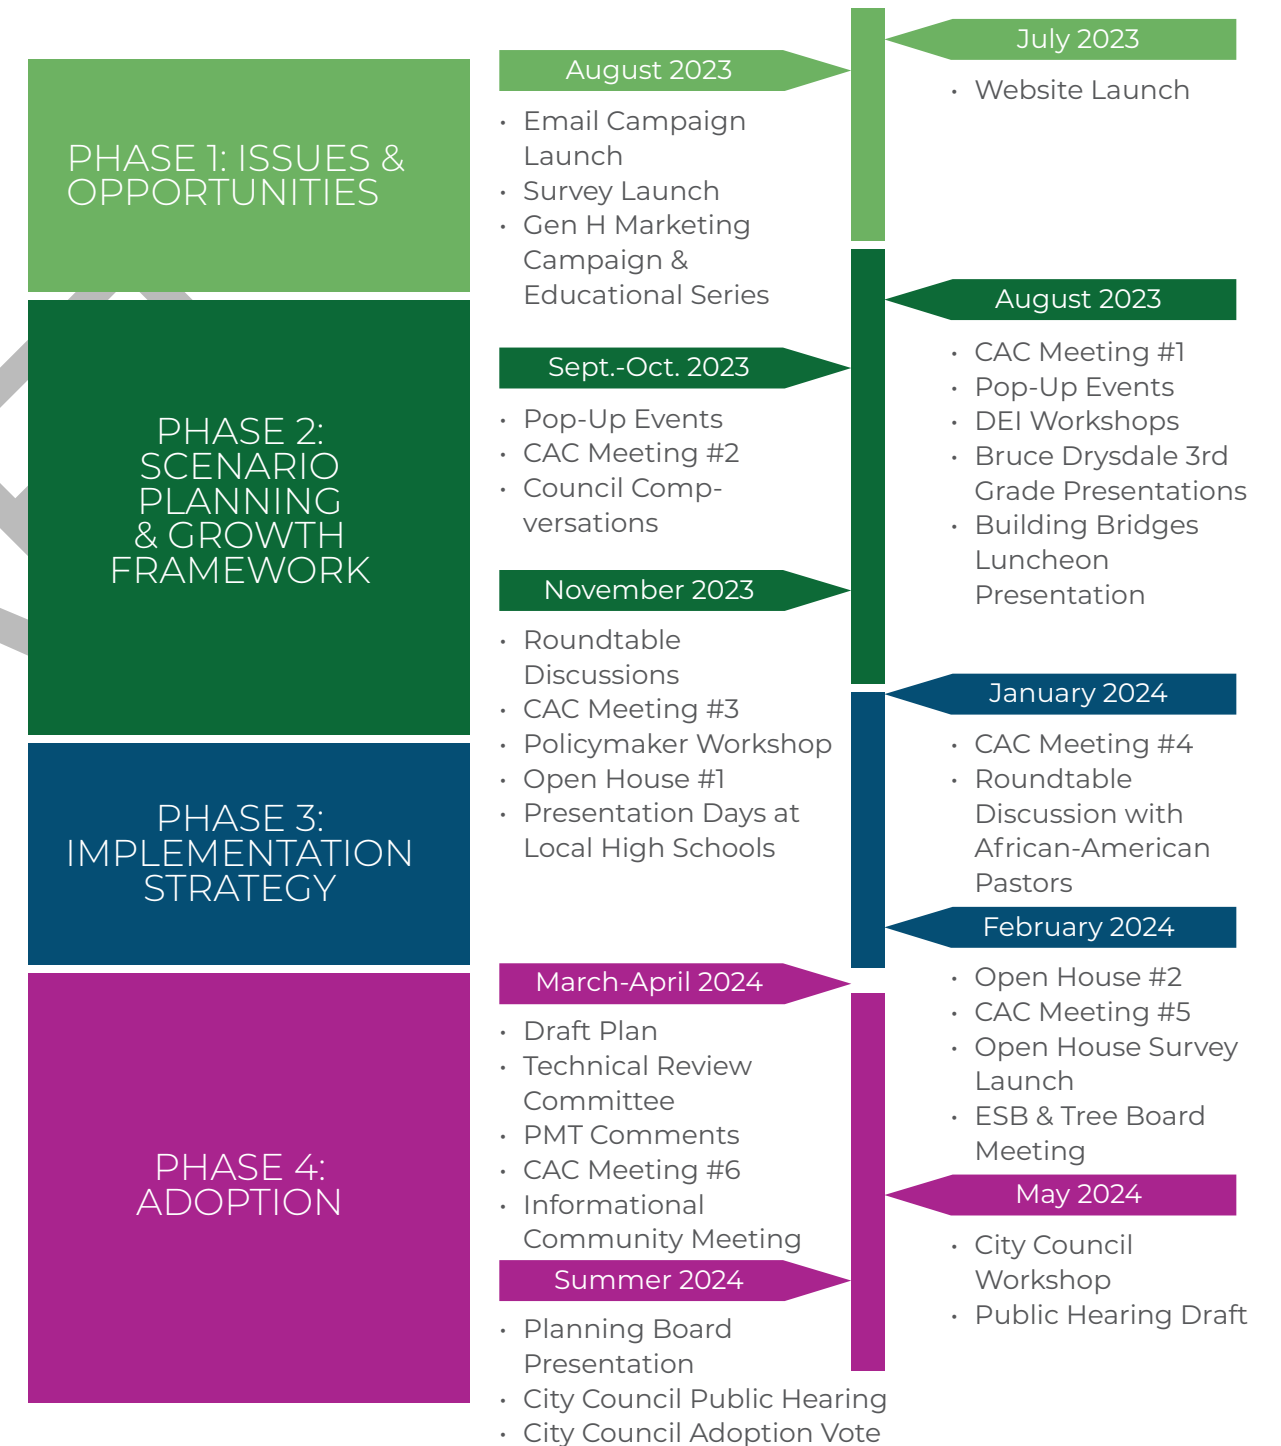 PHASE 1: ISSUES &
OPPORTUNITIES
July 2023
• Website Launch
August 2023
• Email Campaign
Launch
• Survey Launch
• Gen H Marketing
Campaign &
Educational Series
PHASE 2:
SCENARIO
PLANNING
& GROWTH
FRAMEWORK
August 2023
• CAC Meeting #1
• Pop-Up Events
• DEI Workshops
• Bruce Drysdale 3rd
Grade Presentations
• Building Bridges
Luncheon
Presentation
Sept.-Oct. 2023
• Pop-Up Events
• CAC Meeting #2
• Council Comp-
versations
November 2023
• Roundtable
Discussions
• CAC Meeting #3
• Policymaker Workshop
• Open House #1
• Presentation Days at
Local High Schools
PHASE 3:
IMPLEMENTATION
STRATEGY
January 2024
• CAC Meeting #4
• Roundtable
Discussion with
African-American
Pastors
February 2024
• Open House #2
• CAC Meeting #5
• Open House Survey
Launch
• ESB & Tree Board
Meeting
PHASE 4:
ADOPTION
March-April 2024
• Draft Plan
• Technical Review
Committee
• PMT Comments
• CAC Meeting #6
• Informational
Community Meeting
May 2024
• City Council
Workshop
• Public Hearing Draft
Summer 2024
• Planning Board
Presentation
• City Council Public Hearing
• City Council Adoption Vote